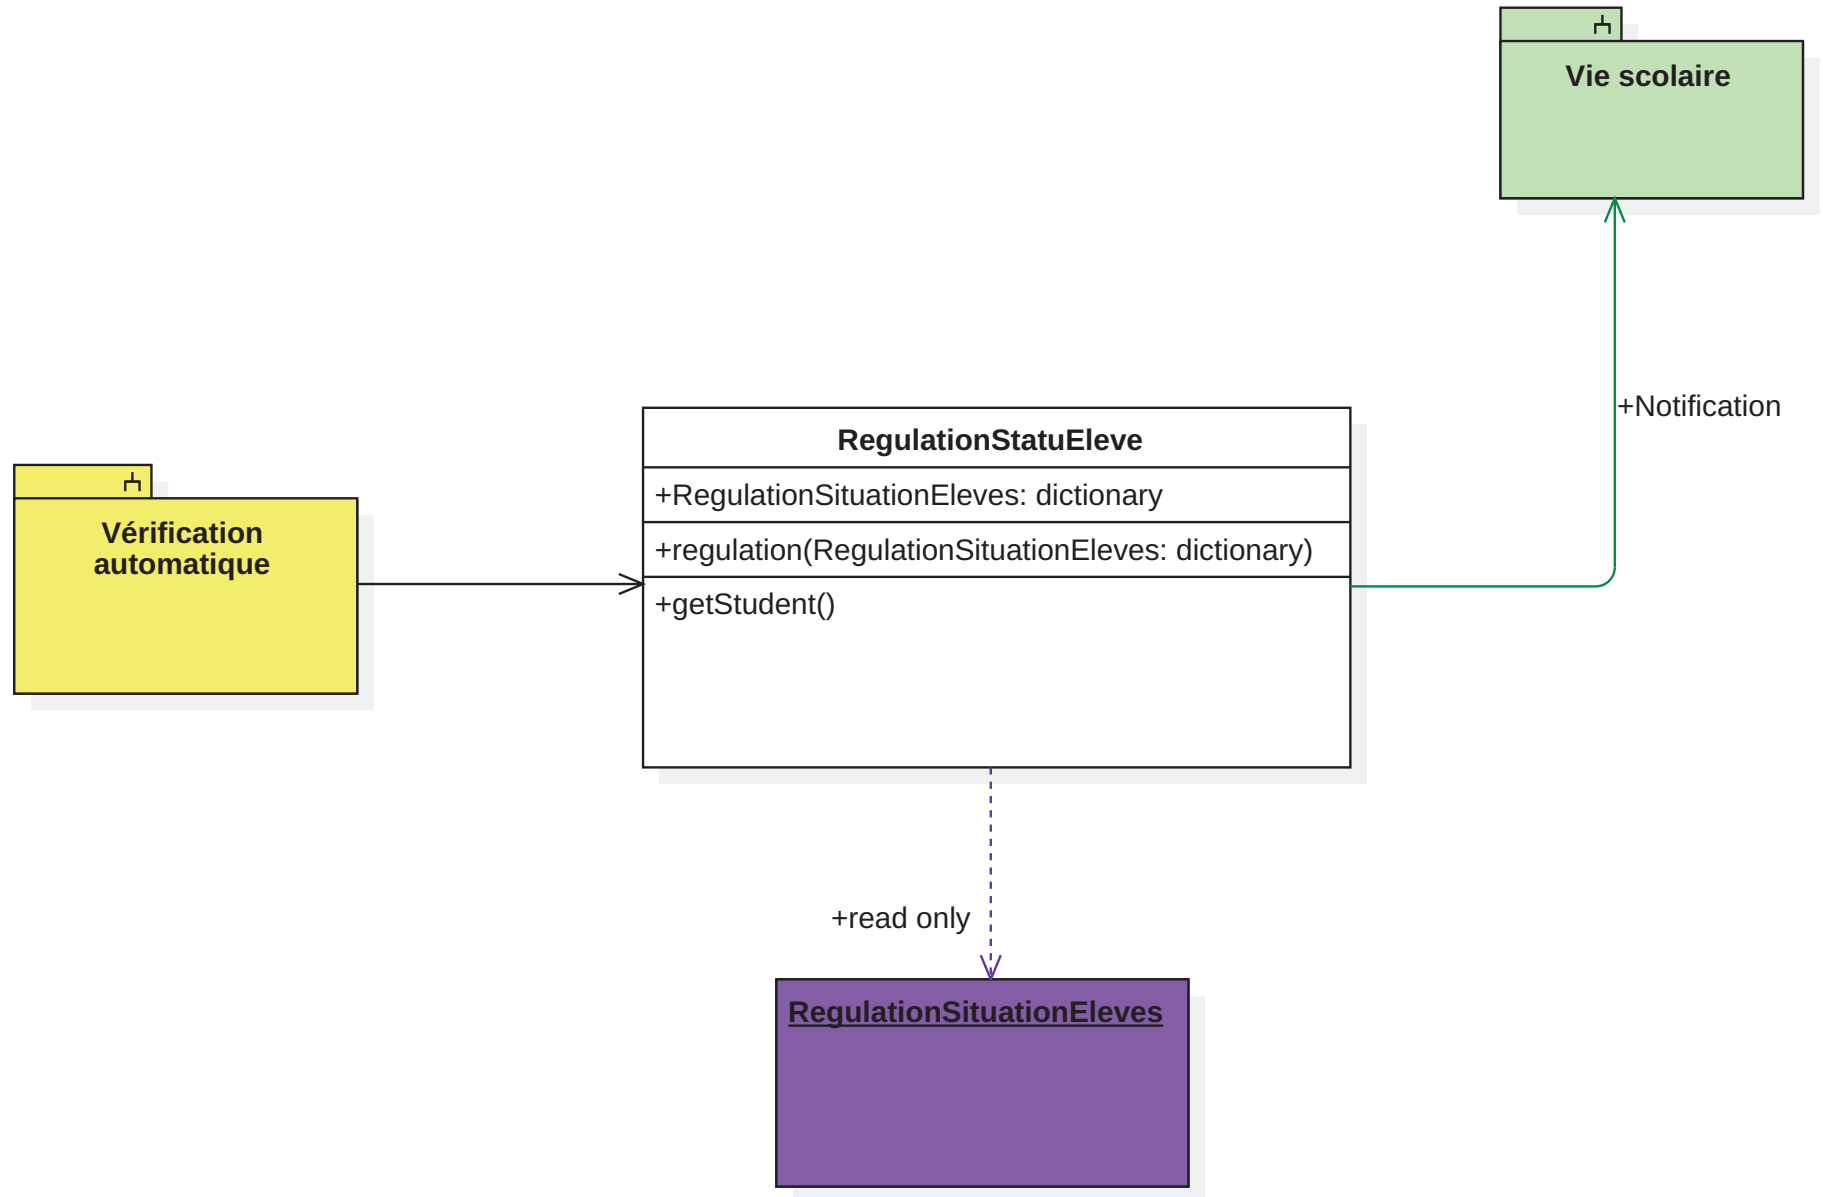 Vie scolaire
+Notification
RegulationStatuEleve
+RegulationSituationEleves: dictionary
+regulation(RegulationSituationEleves: dictionary)
+getStudent()
Vérification
automatique
+read only
RegulationSituationEleves